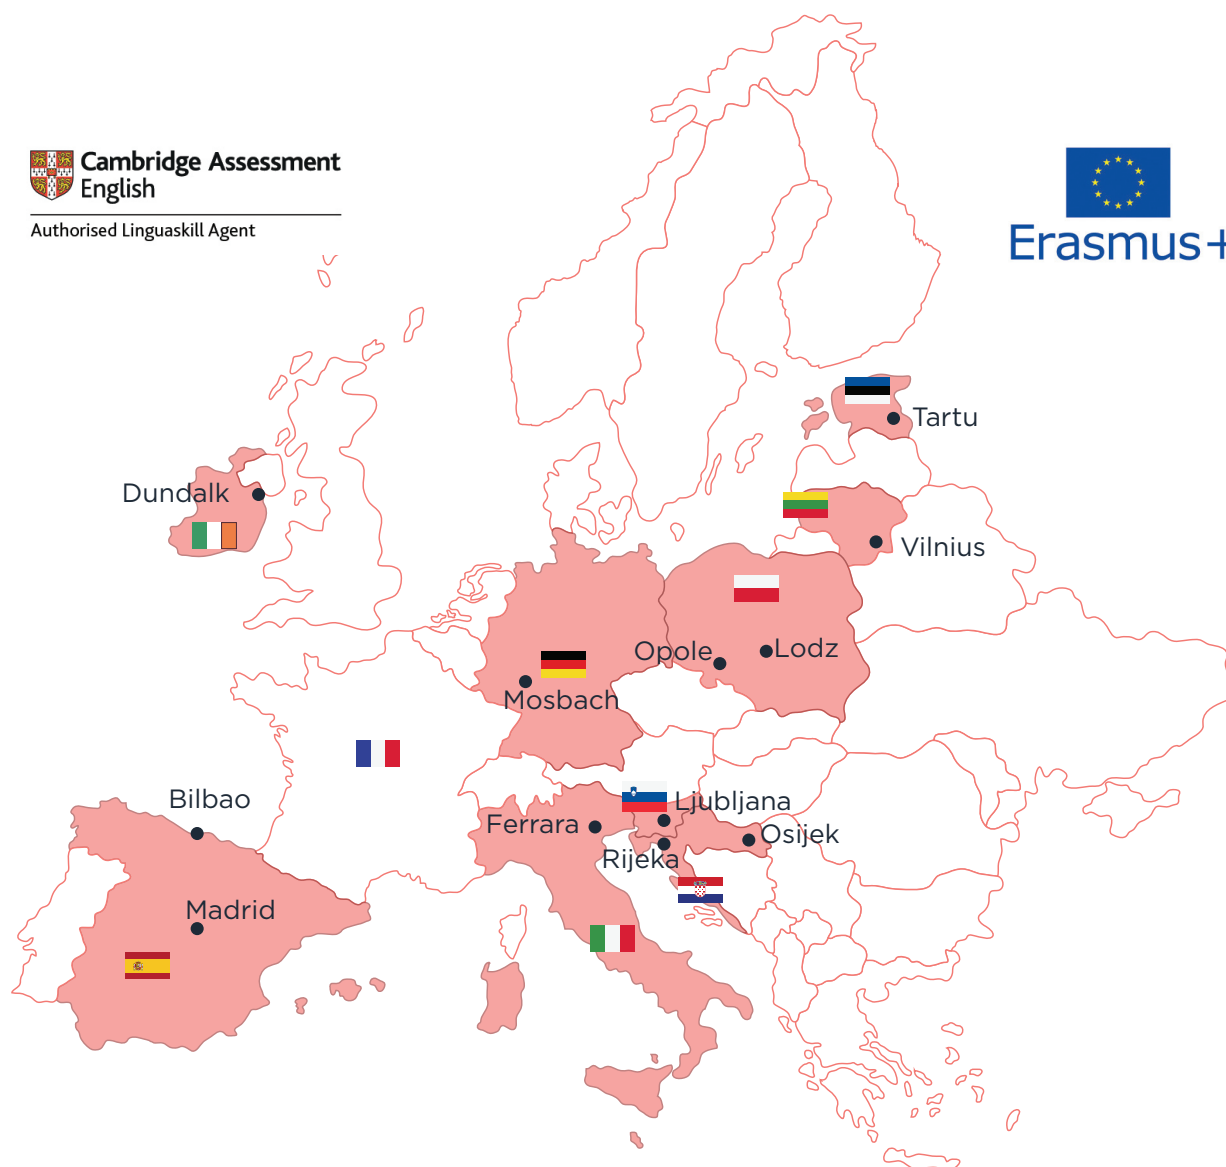 Cambridge Assessment
English
Authorised Linguaskill Agent
Erasmus+
Tartu
Dundalk
Vilnius
Opole
Lodz
Mosbach
Bilbao
Ljubljana
Ferrara
Osijek
Rijeka
Madrid